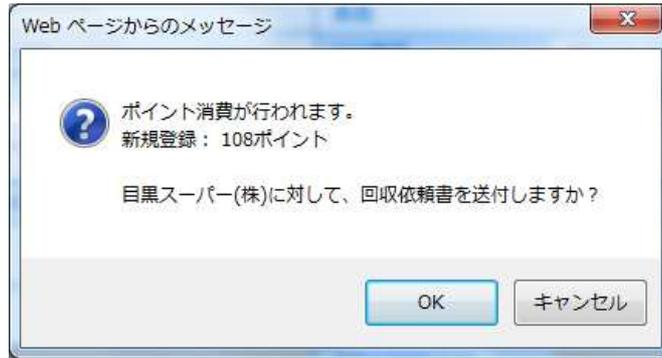 Web ページからのメッセージ
ポイント消費が行われます。
新規登録： 108ポイント
目黒スーパー(株)に対して、回収依頼書を送付しますか？
OK
キャンセル